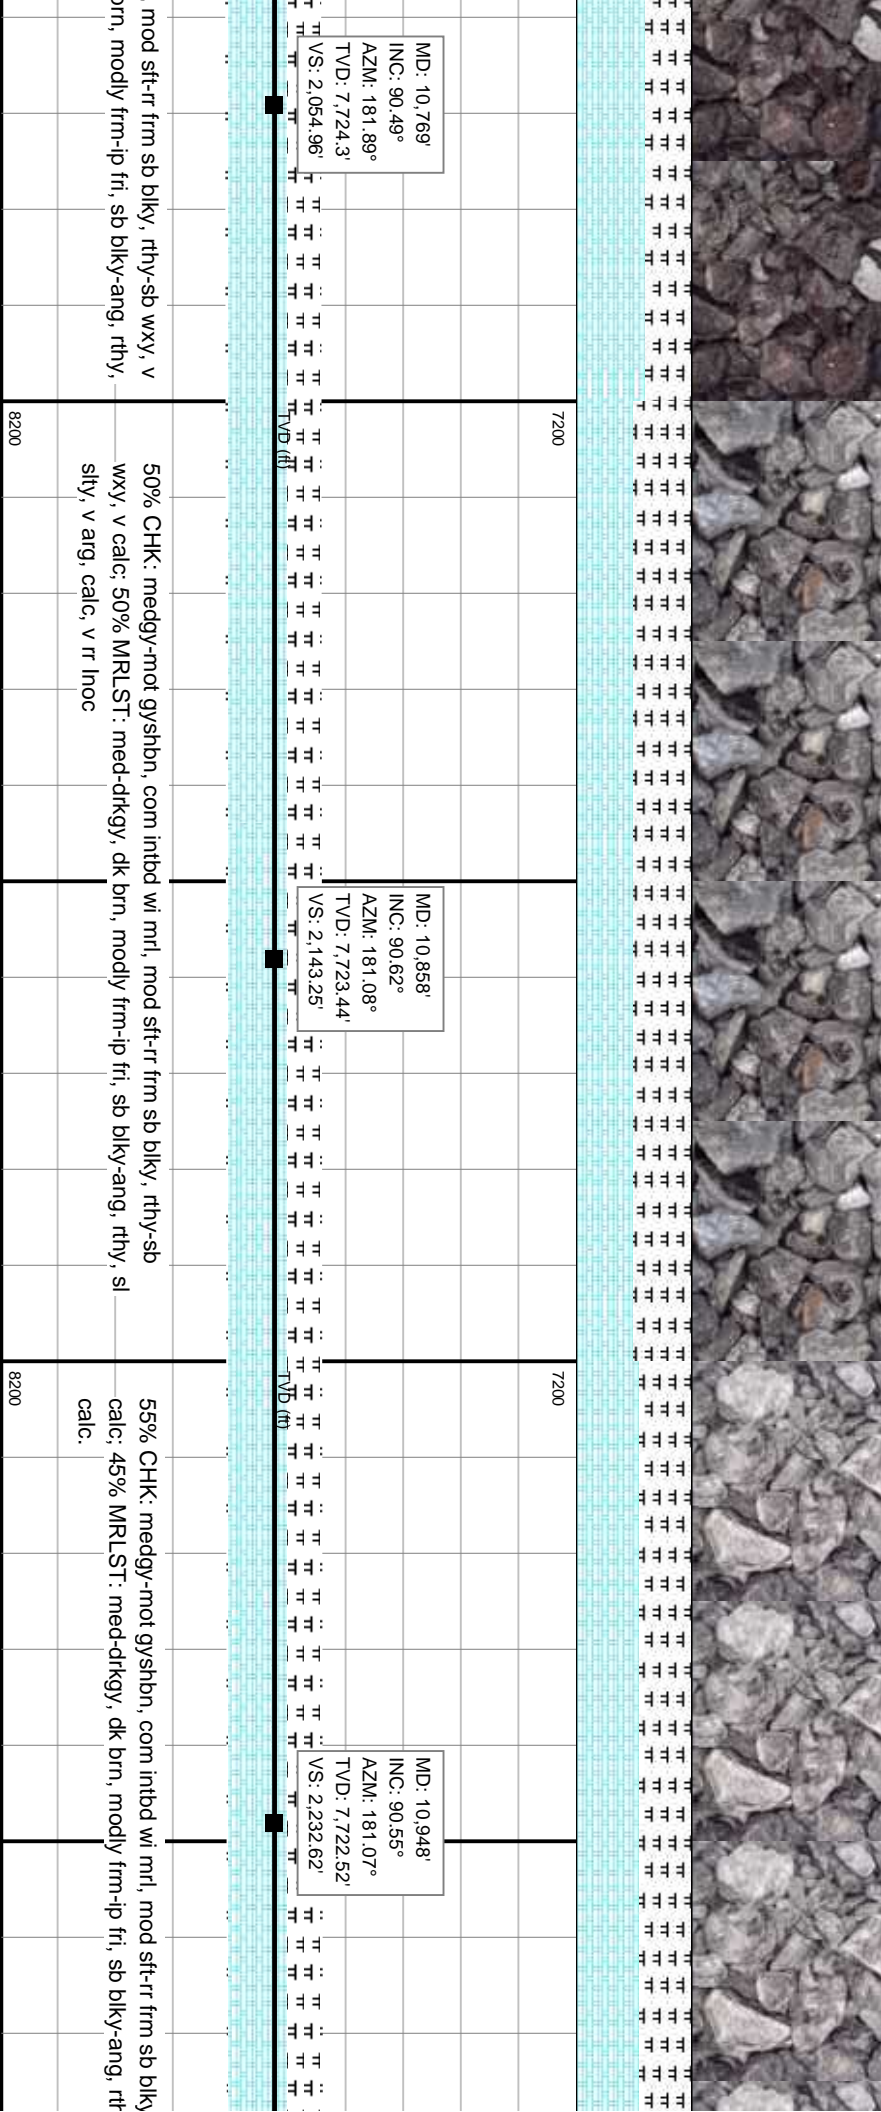 , mod sft-rr frm sb blky, rthy-sb wxy, v
brn, modly frm-ip fri, sb blky-ang, rthy,
MD: 10,769'
INC: 90.49°
AZM: 181.89°
TVD: 7,724.3'
VS: 2,054.96'
7200
TVD (ft)
8200
50% CHK: medgy-mot gyshbn, com intbd wi mrl, mod sft-rr frm sb blky, rthy-sb
wxy, v calc; 50% MRLST: med-drkgy, dk brn, modly frm-ip fri, sb blky-ang, rthy, sl
slty, v arg, calc, v rr Inoc
MD: 10,858'
INC: 90.62°
AZM: 181.08°
TVD: 7,723.44'
VS: 2,143.25'
7200
TVD (ft)
8200
55% CHK: medgy-mot gyshbn, com intbd wi mrl, mod sft-rr frm sb blky
calc; 45% MRLST: med-drkgy, dk brn, modly frm-ip fri, sb blky-ang, rth
calc.
MD: 10,948'
INC: 90.55°
AZM: 181.07°
TVD: 7,722.52'
VS: 2,232.62'